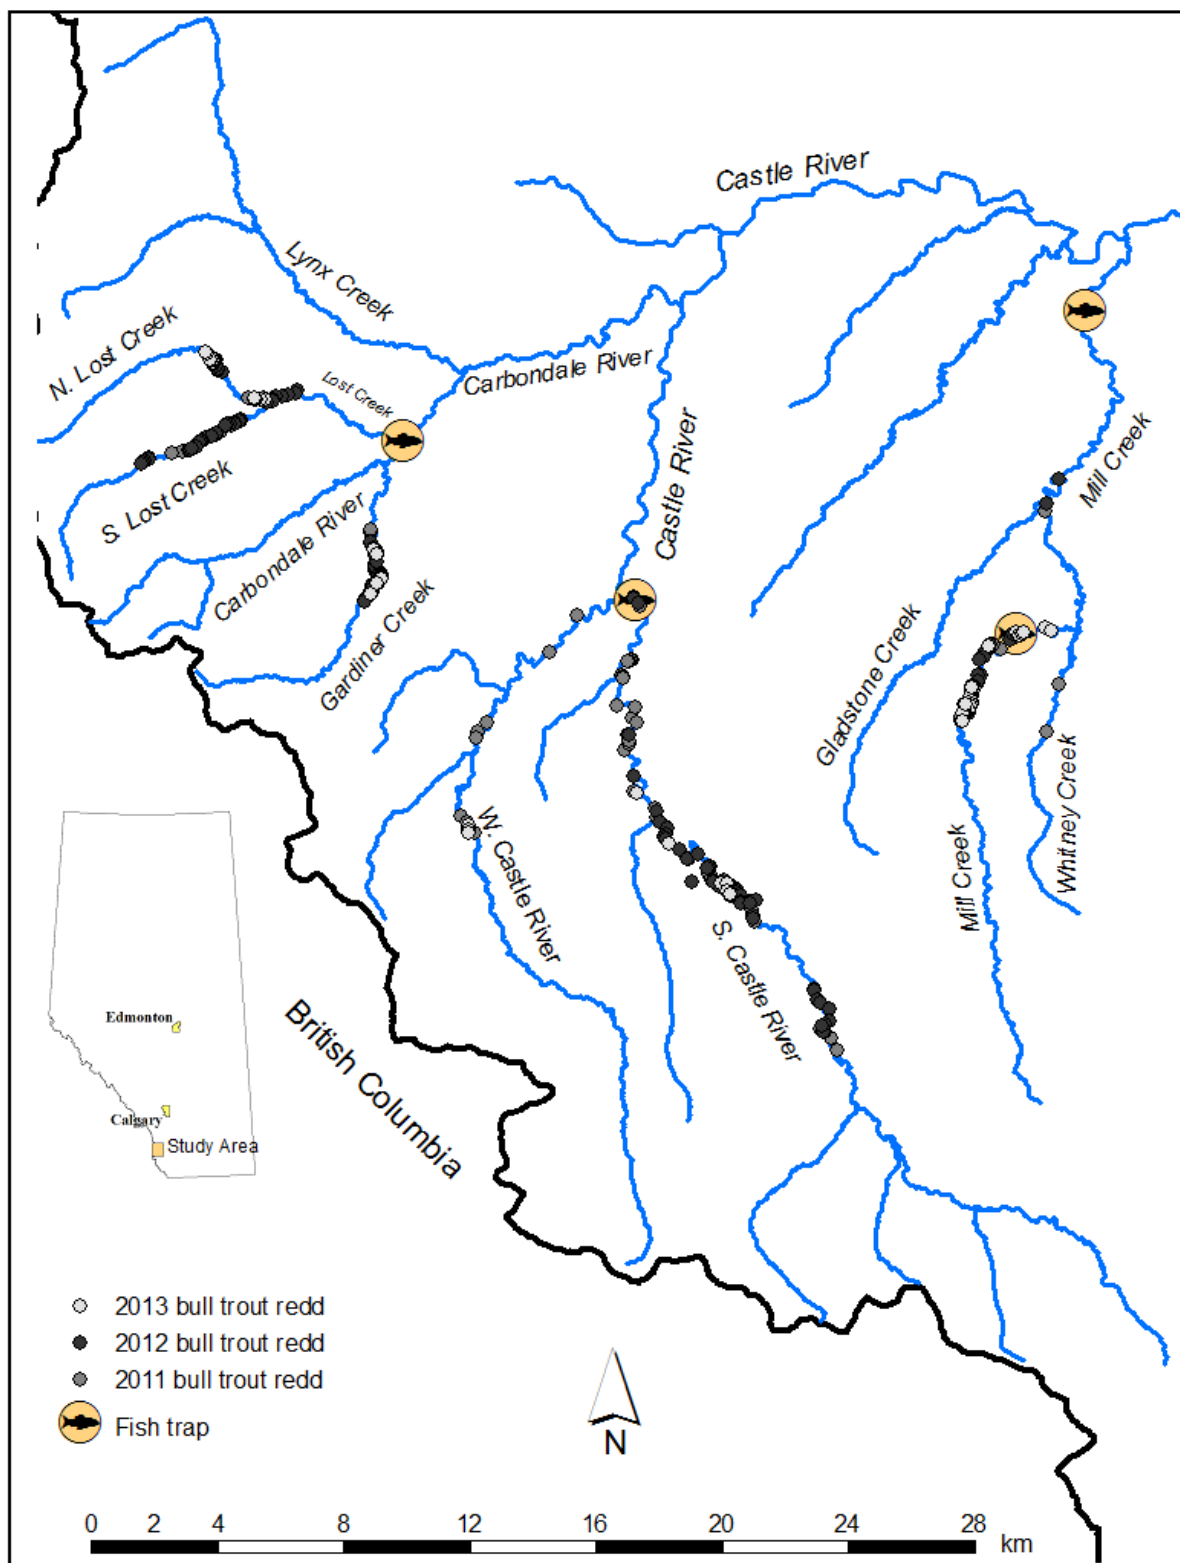 Castle River
Lynx Creek
N. Lost Creek
Lost Creek
Carbondale River
Castle River
Mill Creek
S. Lost Creek
Carbondale River
Gardiner Creek
Gladstone Creek
Whitney Creek
Mill Creek
W. Castle River
S. Castle River
British Columbia
Edmonton
Calgary
Study Area
2013 bull trout redd
2012 bull trout redd
2011 bull trout redd
Fish trap
N
0 2 4 8 12 16 20 24 28 km